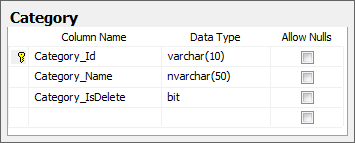 Category
Column Name Data Type Allow Nulls
Category_Id varchar(10)
Category_Name nvarchar(50)
Category_IsDelete bit